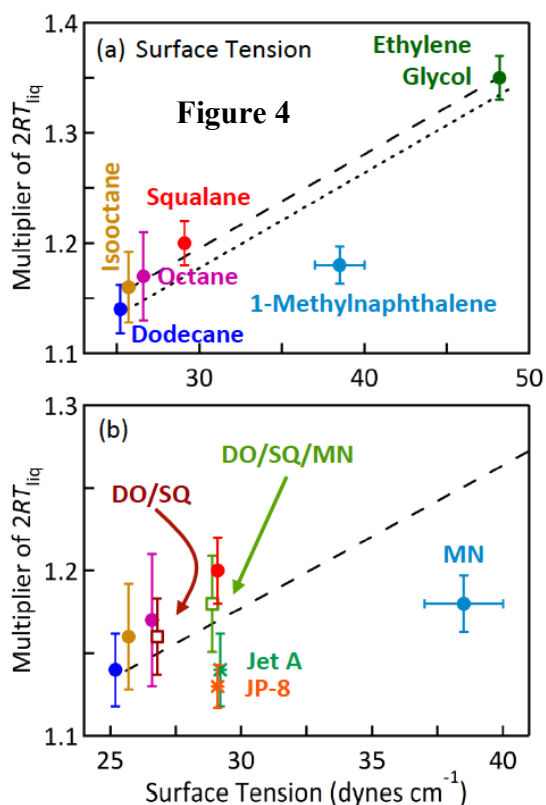 1.4
(a) Surface Tension
Ethylene
Glycol
Figure 4
1.3
Multiplier of 2RT_liq
Squalane
Isooctane
1.2
Octane
1-Methylnaphthalene
Dodecane
1.1
30
40
50
1.3
(b)
DO/SQ/MN
DO/SQ
Multiplier of 2RT_liq
MN
1.2
Jet A
JP-8
1.1
25
30
35
40
Surface Tension (dynes cm⁻¹)